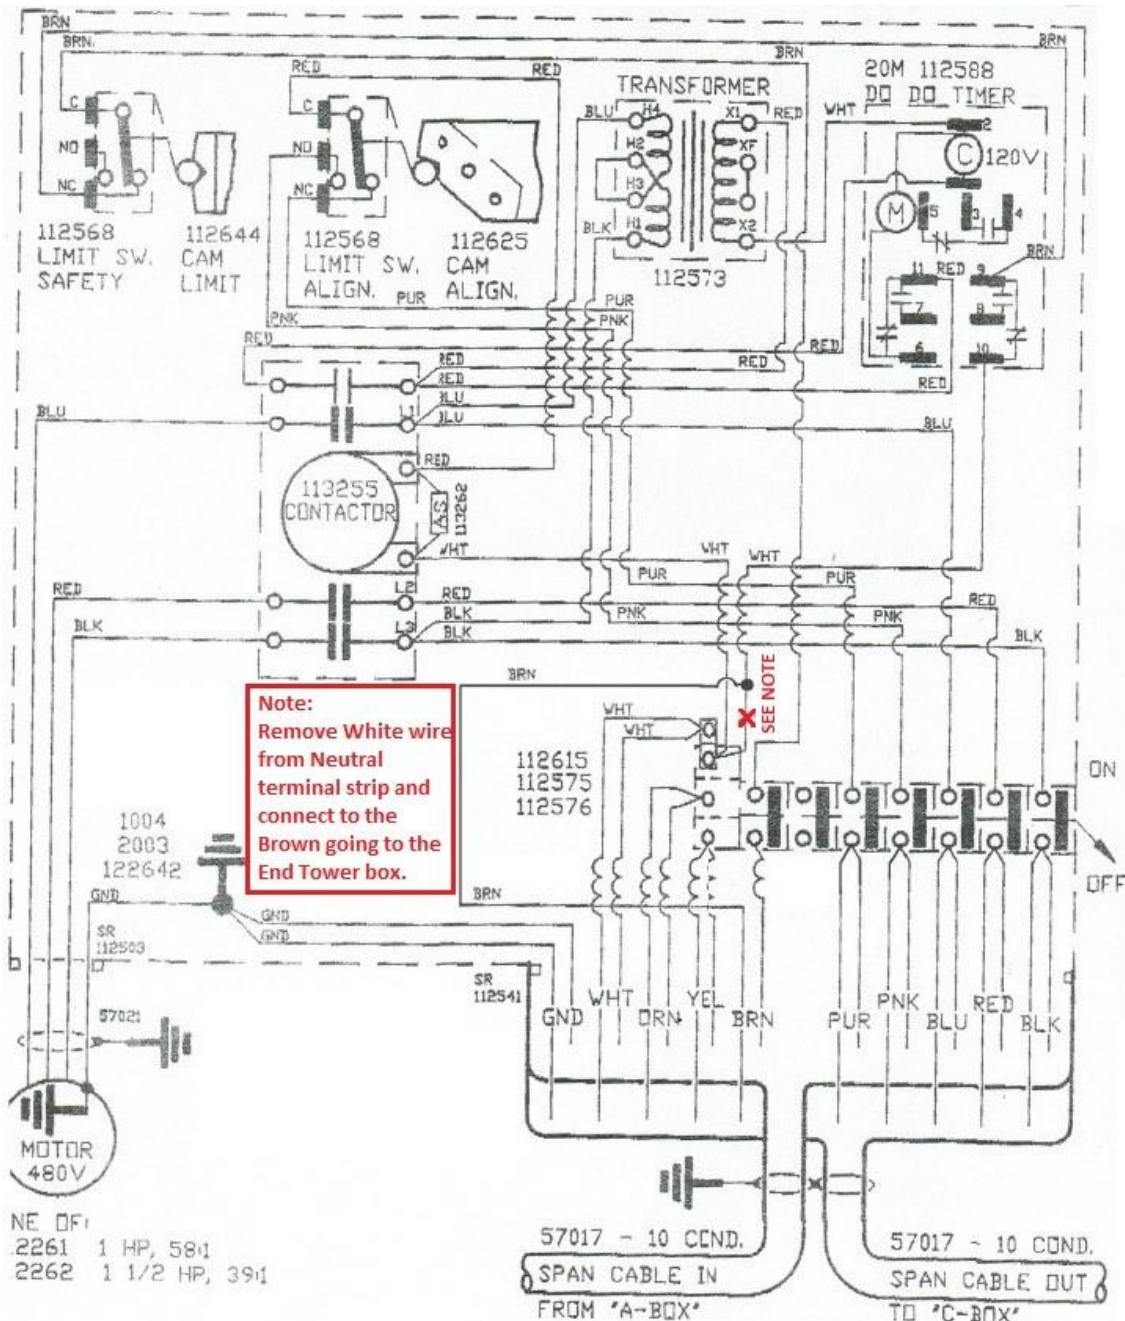 BRN
BRN
BRN
BRN
BRN
RED
RED
C
NO
NC
112568
LIMIT SW.
SAFETY
112644
CAM
LIMIT
C
NO
NC
112568
LIMIT SW.
ALIGN.
112625
CAM
ALIGN.
TRANSFORMER
BLU
H4
H2
H3
H1
BLK
X1
XF
X2
RED
112573
20M 112588
DO DO TIMER
WHT
2
C
120V
M
5
3
4
BRN
11
RED
9
7
8
6
10
PUR
PUR
PNK
PNK
RED
RED
RED
RED
RED
RED
BLU
BLU
L1
BLU
BLU
BLU
RED
113255
CONTACTOR
A.S
113262
WHT
WHT
WHT
PUR
PUR
RED
L2
RED
RED
BLK
PNK
PNK
BLK
L3
BLK
BLK
BRN
SEE NOTE
Note:
Remove White wire
from Neutral
terminal strip and
connect to the
Brown going to the
End Tower box.
WHT
WHT
112615
112575
112576
ON
OFF
1004
2003
122642
GND
GND
GND
BRN
SR
112503
SR
112541
57021
GND
WHT
ORN
YEL
BRN
PUR
PNK
BLU
RED
BLK
MOTOR
480V
NE OF:
.2261 1 HP, 58:1
2262 1 1/2 HP, 39:1
57017 - 10 COND.
SPAN CABLE IN
FROM "A-BOX"
57017 - 10 COND.
SPAN CABLE OUT
TO "C-BOX"